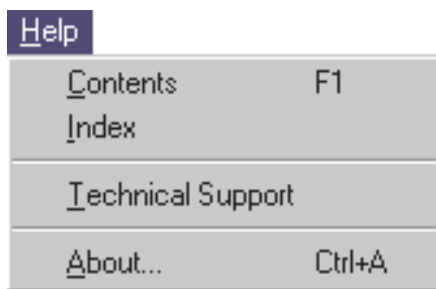 Help
Contents F1
Index
Technical Support
About... Ctrl+A